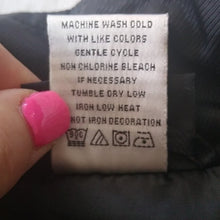 MACHINE WASH COLD
WITH LIKE COLORS
GENTLE CYCLE
NON CHLORINE BLEACH
IF NECESSARY
TUMBLE DRY LOW
IRON LOW HEAT
NOT IRON DECORATION